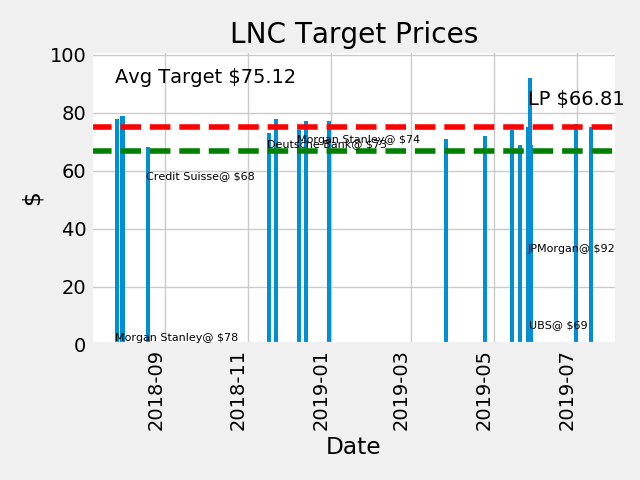 LNC Target Prices
100
Avg Target $75.12
LP $66.81
80
Morgan Stanley@ $74
Deutsche Bank@ $73
60
Credit Suisse@ $68
$
40
JPMorgan@ $92
20
UBS@ $69
Morgan Stanley@ $78
0
2018-09
2018-11
2019-01
2019-03
2019-05
2019-07
Date